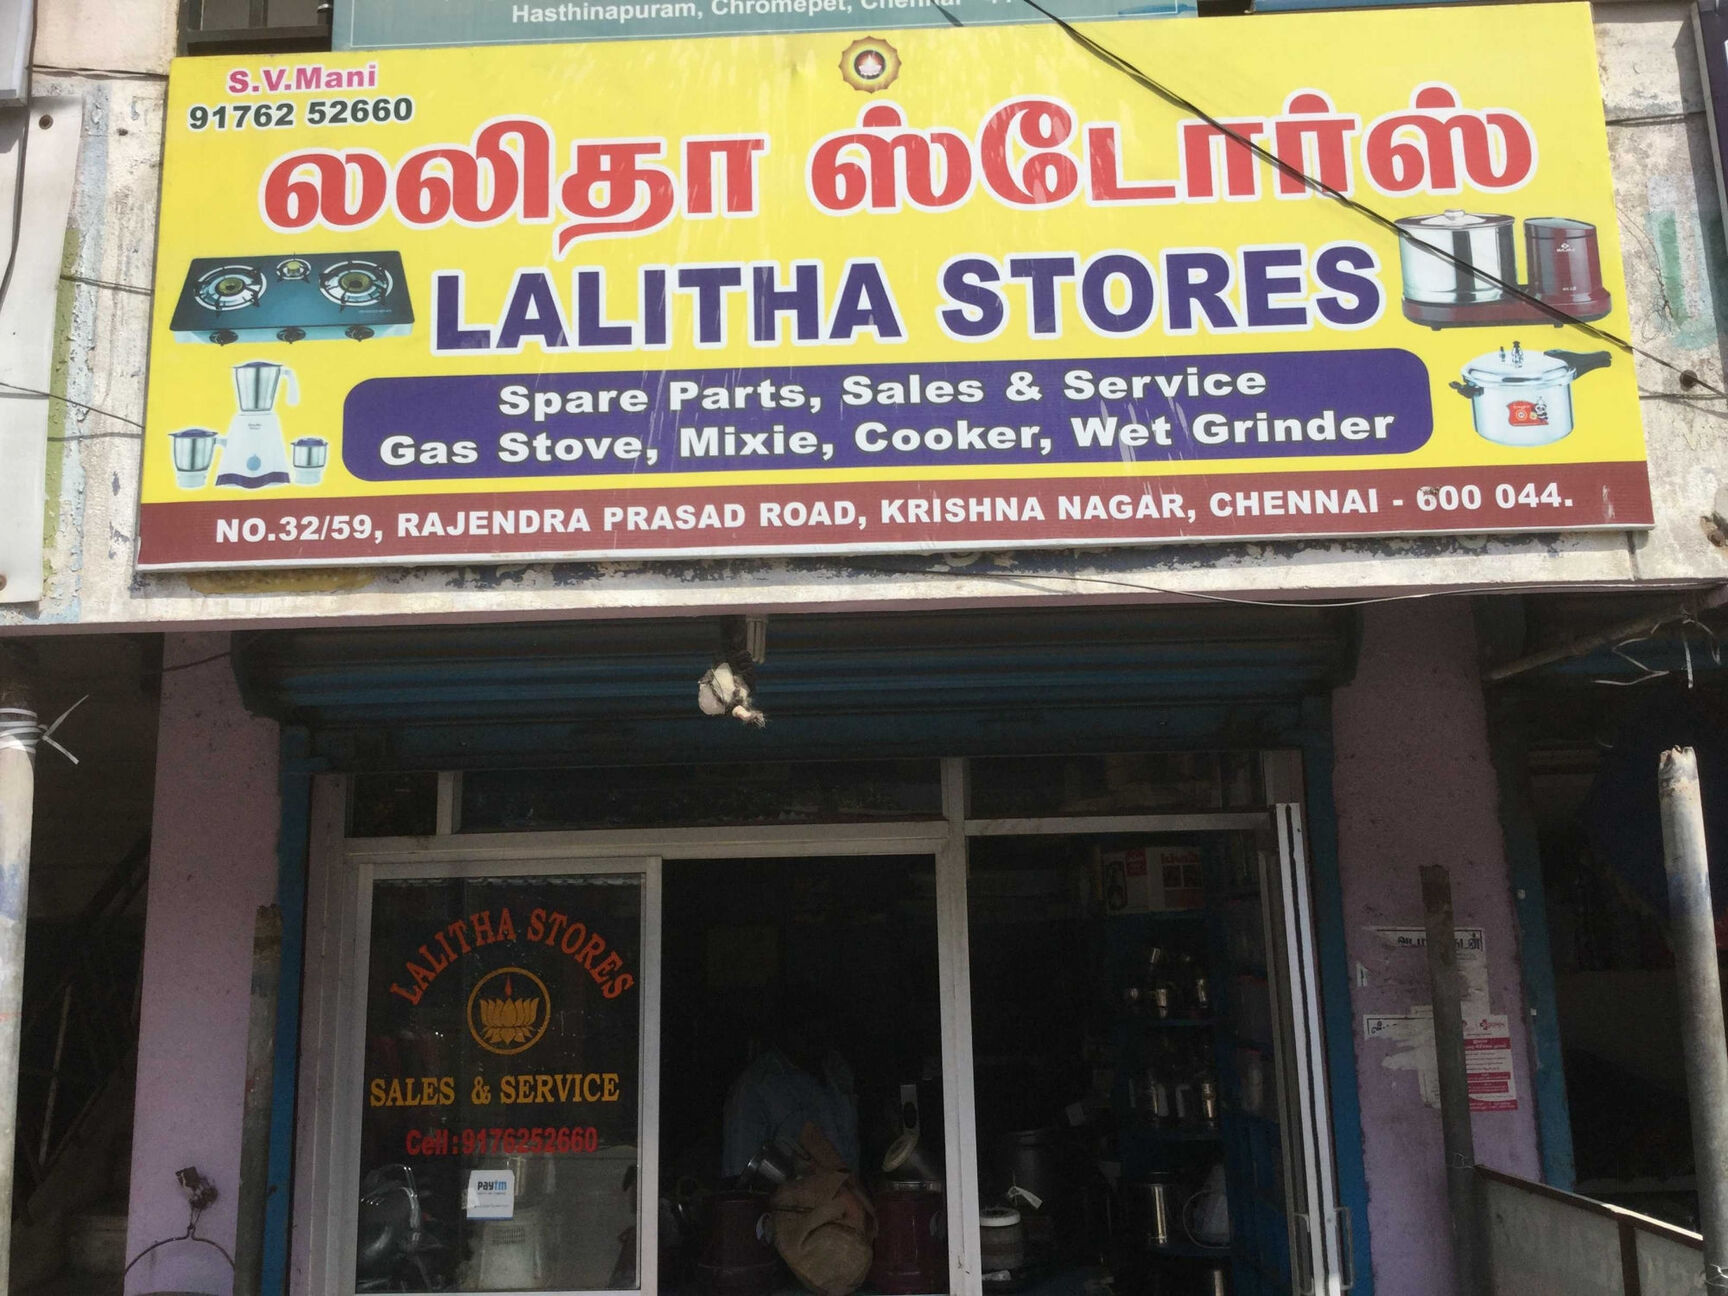 Hasthinapuram, Chromepet, Chennai
S.V.Mani
91762 52660
லலிதா ஸ்டோர்ஸ்
LALITHA STORES
Spare Parts, Sales & Service
Gas Stove, Mixie, Cooker, Wet Grinder
NO.32/59, RAJENDRA PRASAD ROAD, KRISHNA NAGAR, CHENNAI - 600 044.
LALITHA STORES
SALES & SERVICE
Cell:9176252660
paytm